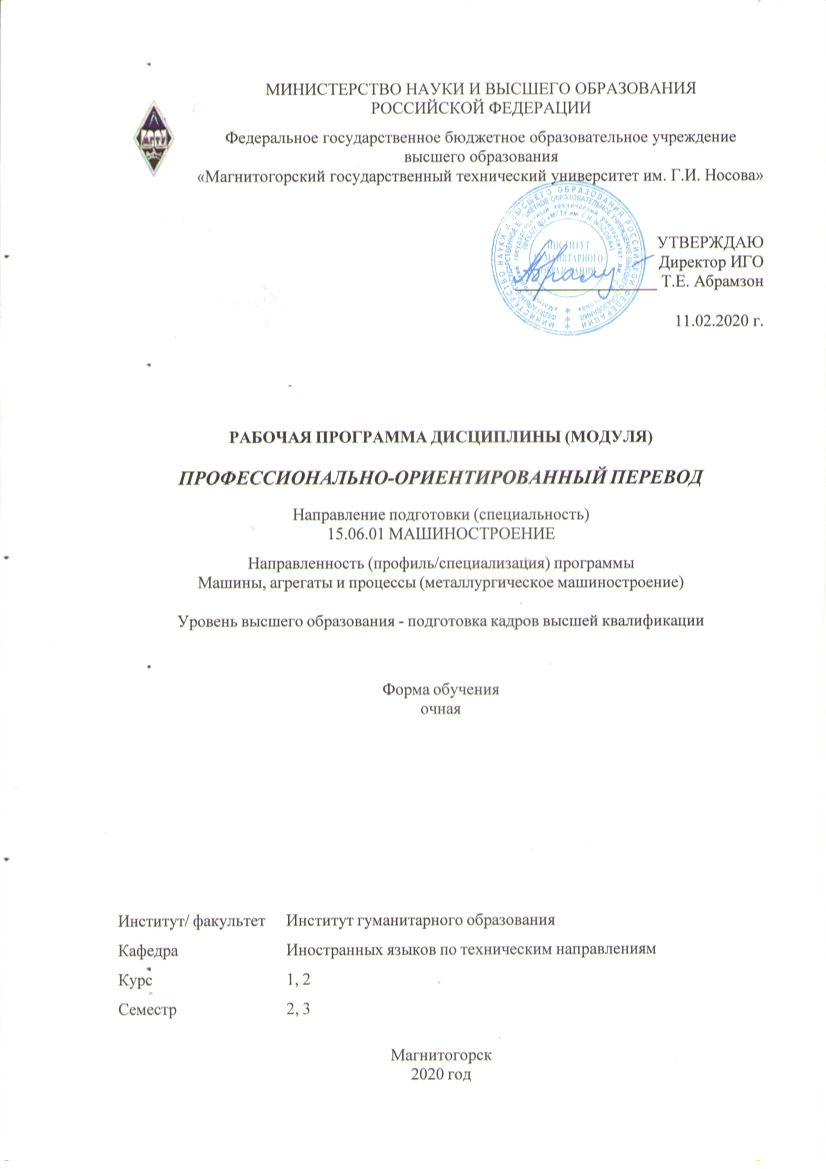 МИНИСТЕРСТВО НАУКИ И ВЫСШЕГО ОБРАЗОВАНИЯ
РОССИЙСКОЙ ФЕДЕРАЦИИ
Федеральное государственное бюджетное образовательное учреждение
высшего образования
«Магнитогорский государственный технический университет им. Г.И. Носова»
МГТУ
УТВЕРЖДАЮ
Директор ИГО
Т.Е. Абрамзон
11.02.2020 г.
РАБОЧАЯ ПРОГРАММА ДИСЦИПЛИНЫ (МОДУЛЯ)
ПРОФЕССИОНАЛЬНО-ОРИЕНТИРОВАННЫЙ ПЕРЕВОД
Направление подготовки (специальность)
15.06.01 МАШИНОСТРОЕНИЕ
Направленность (профиль/специализация) программы
Машины, агрегаты и процессы (металлургическое машиностроение)
Уровень высшего образования - подготовка кадров высшей квалификации
Форма обучения
очная
Институт/ факультет Институт гуманитарного образования
Кафедра Иностранных языков по техническим направлениям
Курс 1, 2
Семестр 2, 3
Магнитогорск
2020 год